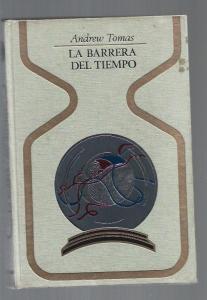 Andrew Tomas
LA BARRERA
DEL TIEMPO